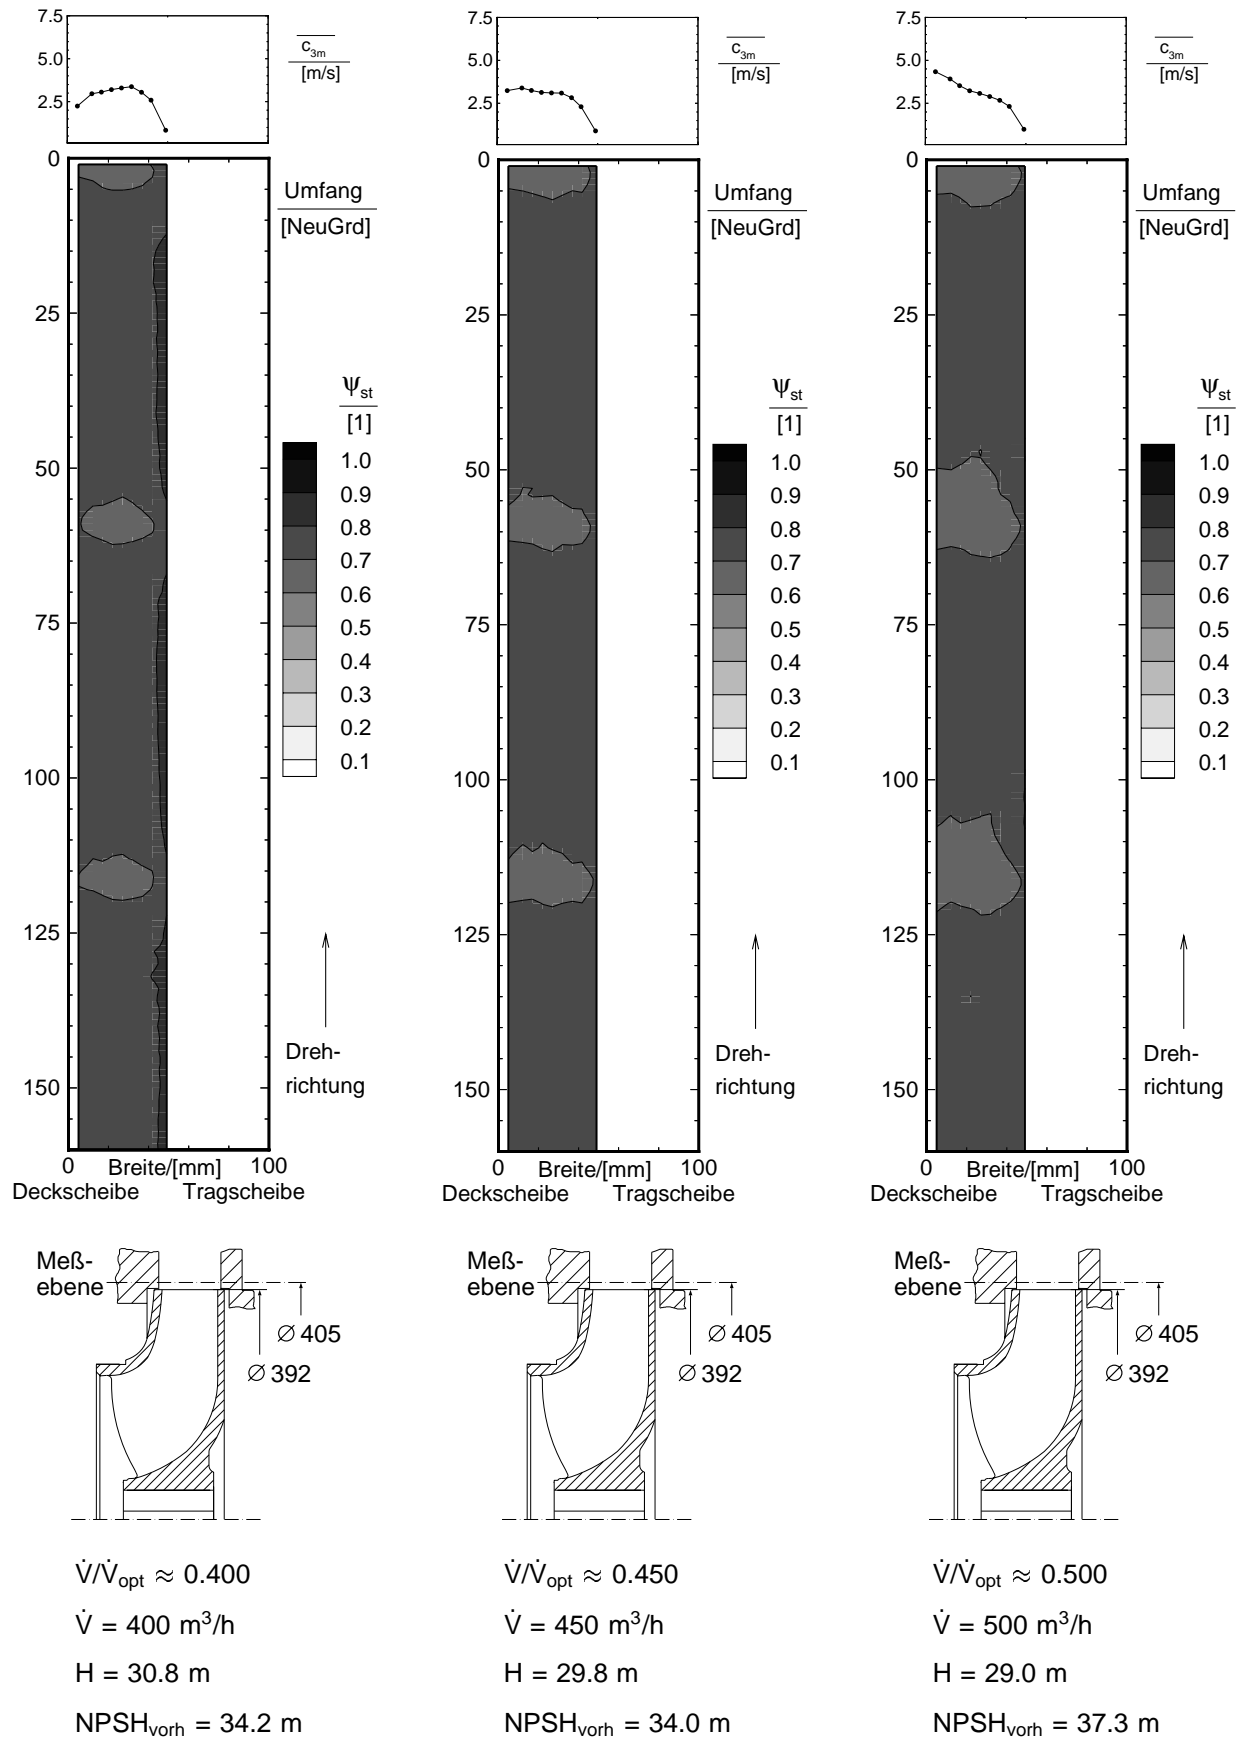 7.5
5.0
2.5
c3m
[m/s]
0
25
50
75
100
125
150
Umfang
[NeuGrd]
ψst
[1]
1.0
0.9
0.8
0.7
0.6
0.5
0.4
0.3
0.2
0.1
Dreh-
richtung
0 Breite/[mm] 100
Deckscheibe Tragscheibe
Meß-
ebene
∅ 405
∅ 392
V̇/V̇opt ≈ 0.400
V̇ = 400 m³/h
H = 30.8 m
NPSHvorh = 34.2 m
7.5
5.0
2.5
c3m
[m/s]
0
25
50
75
100
125
150
Umfang
[NeuGrd]
ψst
[1]
1.0
0.9
0.8
0.7
0.6
0.5
0.4
0.3
0.2
0.1
Dreh-
richtung
0 Breite/[mm] 100
Deckscheibe Tragscheibe
Meß-
ebene
∅ 405
∅ 392
V̇/V̇opt ≈ 0.450
V̇ = 450 m³/h
H = 29.8 m
NPSHvorh = 34.0 m
7.5
5.0
2.5
c3m
[m/s]
0
25
50
75
100
125
150
Umfang
[NeuGrd]
ψst
[1]
1.0
0.9
0.8
0.7
0.6
0.5
0.4
0.3
0.2
0.1
Dreh-
richtung
0 Breite/[mm] 100
Deckscheibe Tragscheibe
Meß-
ebene
∅ 405
∅ 392
V̇/V̇opt ≈ 0.500
V̇ = 500 m³/h
H = 29.0 m
NPSHvorh = 37.3 m